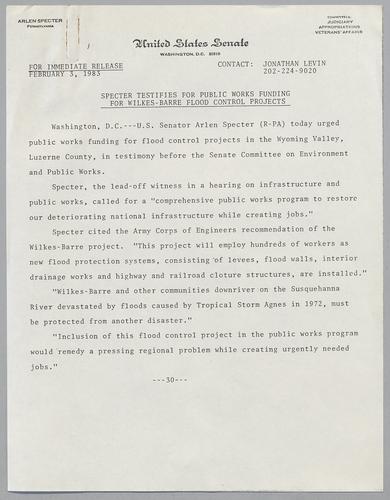 ARLEN SPECTER
PENNSYLVANIA
COMMITTEES:
JUDICIARY
APPROPRIATIONS
VETERANS' AFFAIRS
United States Senate
WASHINGTON, D.C. 20510
FOR IMMEDIATE RELEASE
FEBRUARY 3, 1983
CONTACT: JONATHAN LEVIN
202-224-9020
SPECTER TESTIFIES FOR PUBLIC WORKS FUNDING
FOR WILKES-BARRE FLOOD CONTROL PROJECTS
Washington, D.C.---U.S. Senator Arlen Specter (R-PA) today urged
public works funding for flood control projects in the Wyoming Valley,
Luzerne County, in testimony before the Senate Committee on Environment
and Public Works.
Specter, the lead-off witness in a hearing on infrastructure and
public works, called for a "comprehensive public works program to restore
our deteriorating national infrastructure while creating jobs."
Specter cited the Army Corps of Engineers recommendation of the
Wilkes-Barre project. "This project will employ hundreds of workers as
new flood protection systems, consisting of levees, flood walls, interior
drainage works and highway and railroad cloture structures, are installed."
"Wilkes-Barre and other communities downriver on the Susquehanna
River devastated by floods caused by Tropical Storm Agnes in 1972, must
be protected from another disaster."
"Inclusion of this flood control project in the public works program
would remedy a pressing regional problem while creating urgently needed
jobs."
---30---